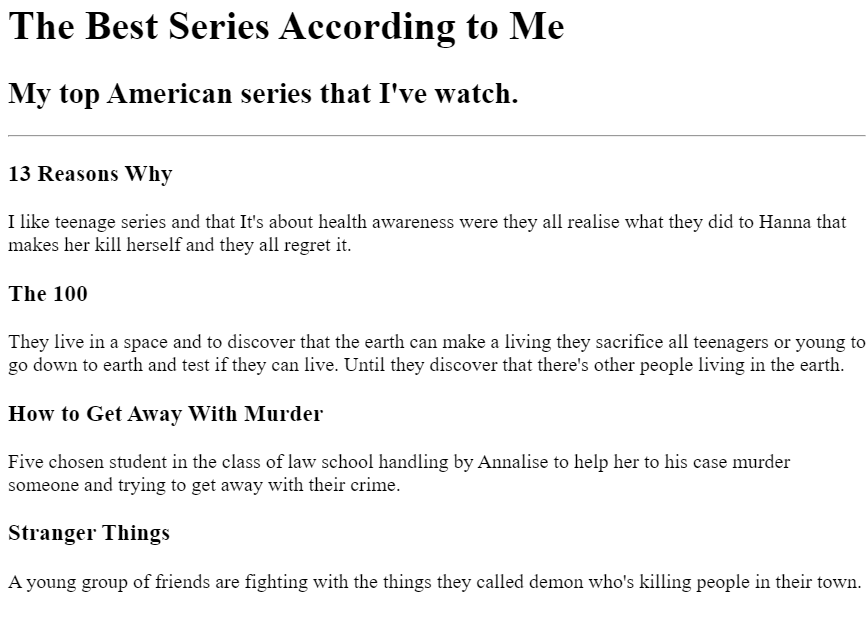 The Best Series According to Me
My top American series that I've watch.
13 Reasons Why
I like teenage series and that It's about health awareness were they all realise what they did to Hanna that
makes her kill herself and they all regret it.
The 100
They live in a space and to discover that the earth can make a living they sacrifice all teenagers or young to
go down to earth and test if they can live. Until they discover that there's other people living in the earth.
How to Get Away With Murder
Five chosen student in the class of law school handling by Annalise to help her to his case murder
someone and trying to get away with their crime.
Stranger Things
A young group of friends are fighting with the things they called demon who's killing people in their town.